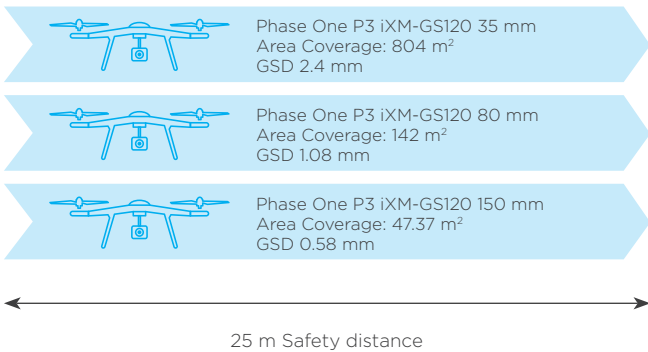 Phase One P3 iXM-GS120 35 mm
Area Coverage: 804 m²
GSD 2.4 mm
Phase One P3 iXM-GS120 80 mm
Area Coverage: 142 m²
GSD 1.08 mm
Phase One P3 iXM-GS120 150 mm
Area Coverage: 47.37 m²
GSD 0.58 mm
25 m Safety distance